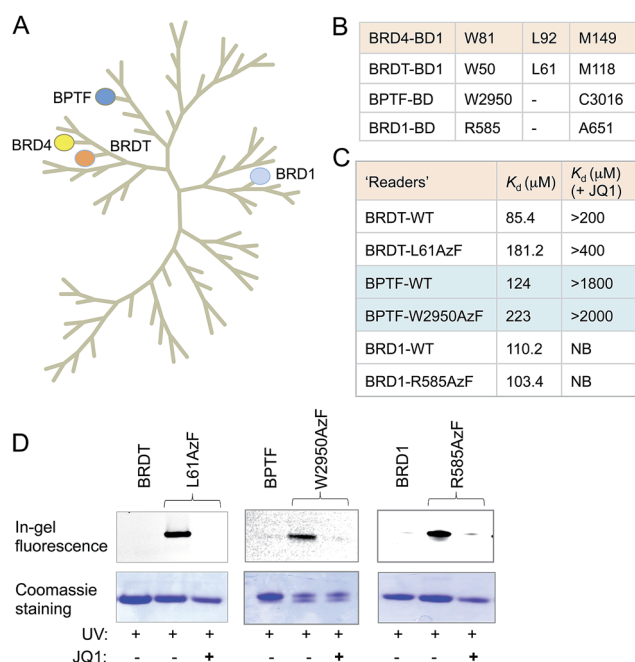 A
BPTF
BRD4
BRDT
BRD1
B
BRD4-BD1 W81 L92 M149
BRDT-BD1 W50 L61 M118
BPTF-BD W2950 - C3016
BRD1-BD R585 - A651
C
'Readers' Kd (μM) Kd (μM) (+ JQ1)
BRDT-WT 85.4 >200
BRDT-L61AzF 181.2 >400
BPTF-WT 124 >1800
BPTF-W2950AzF 223 >2000
BRD1-WT 110.2 NB
BRD1-R585AzF 103.4 NB
D
BRDT L61AzF BPTF W2950AzF BRD1 R585AzF
In-gel
fluorescence
Coomassie
staining
UV: + + + + + + + + +
JQ1: - - + - - + - - +